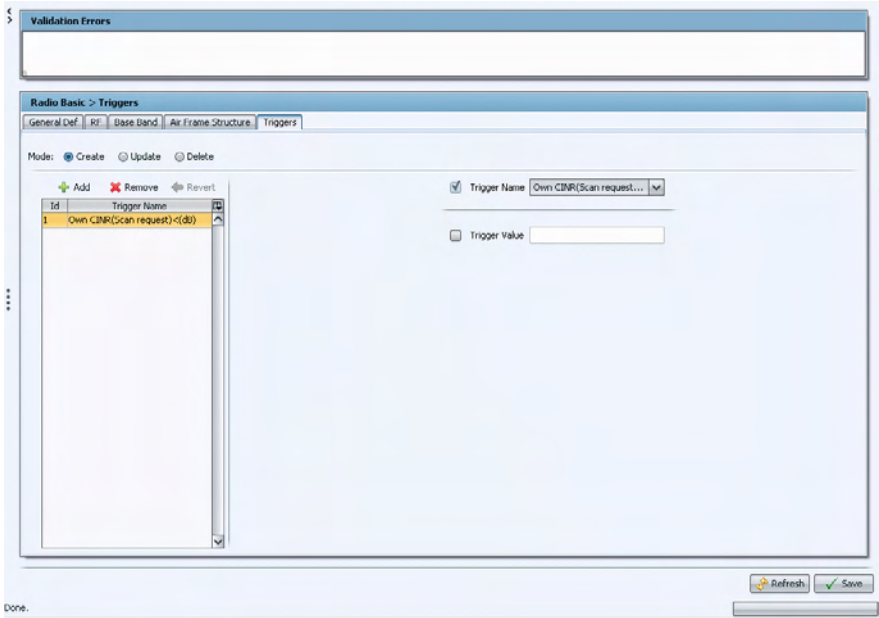 Validation Errors
Radio Basic > Triggers
General Def RF Base Band Air Frame Structure Triggers
Mode: Create Update Delete
Add Remove Revert
Id Trigger Name
1 Own CINR(Scan request)<(dB)
Trigger Name Own CINR(Scan request...
Trigger Value
Refresh Save
Done.